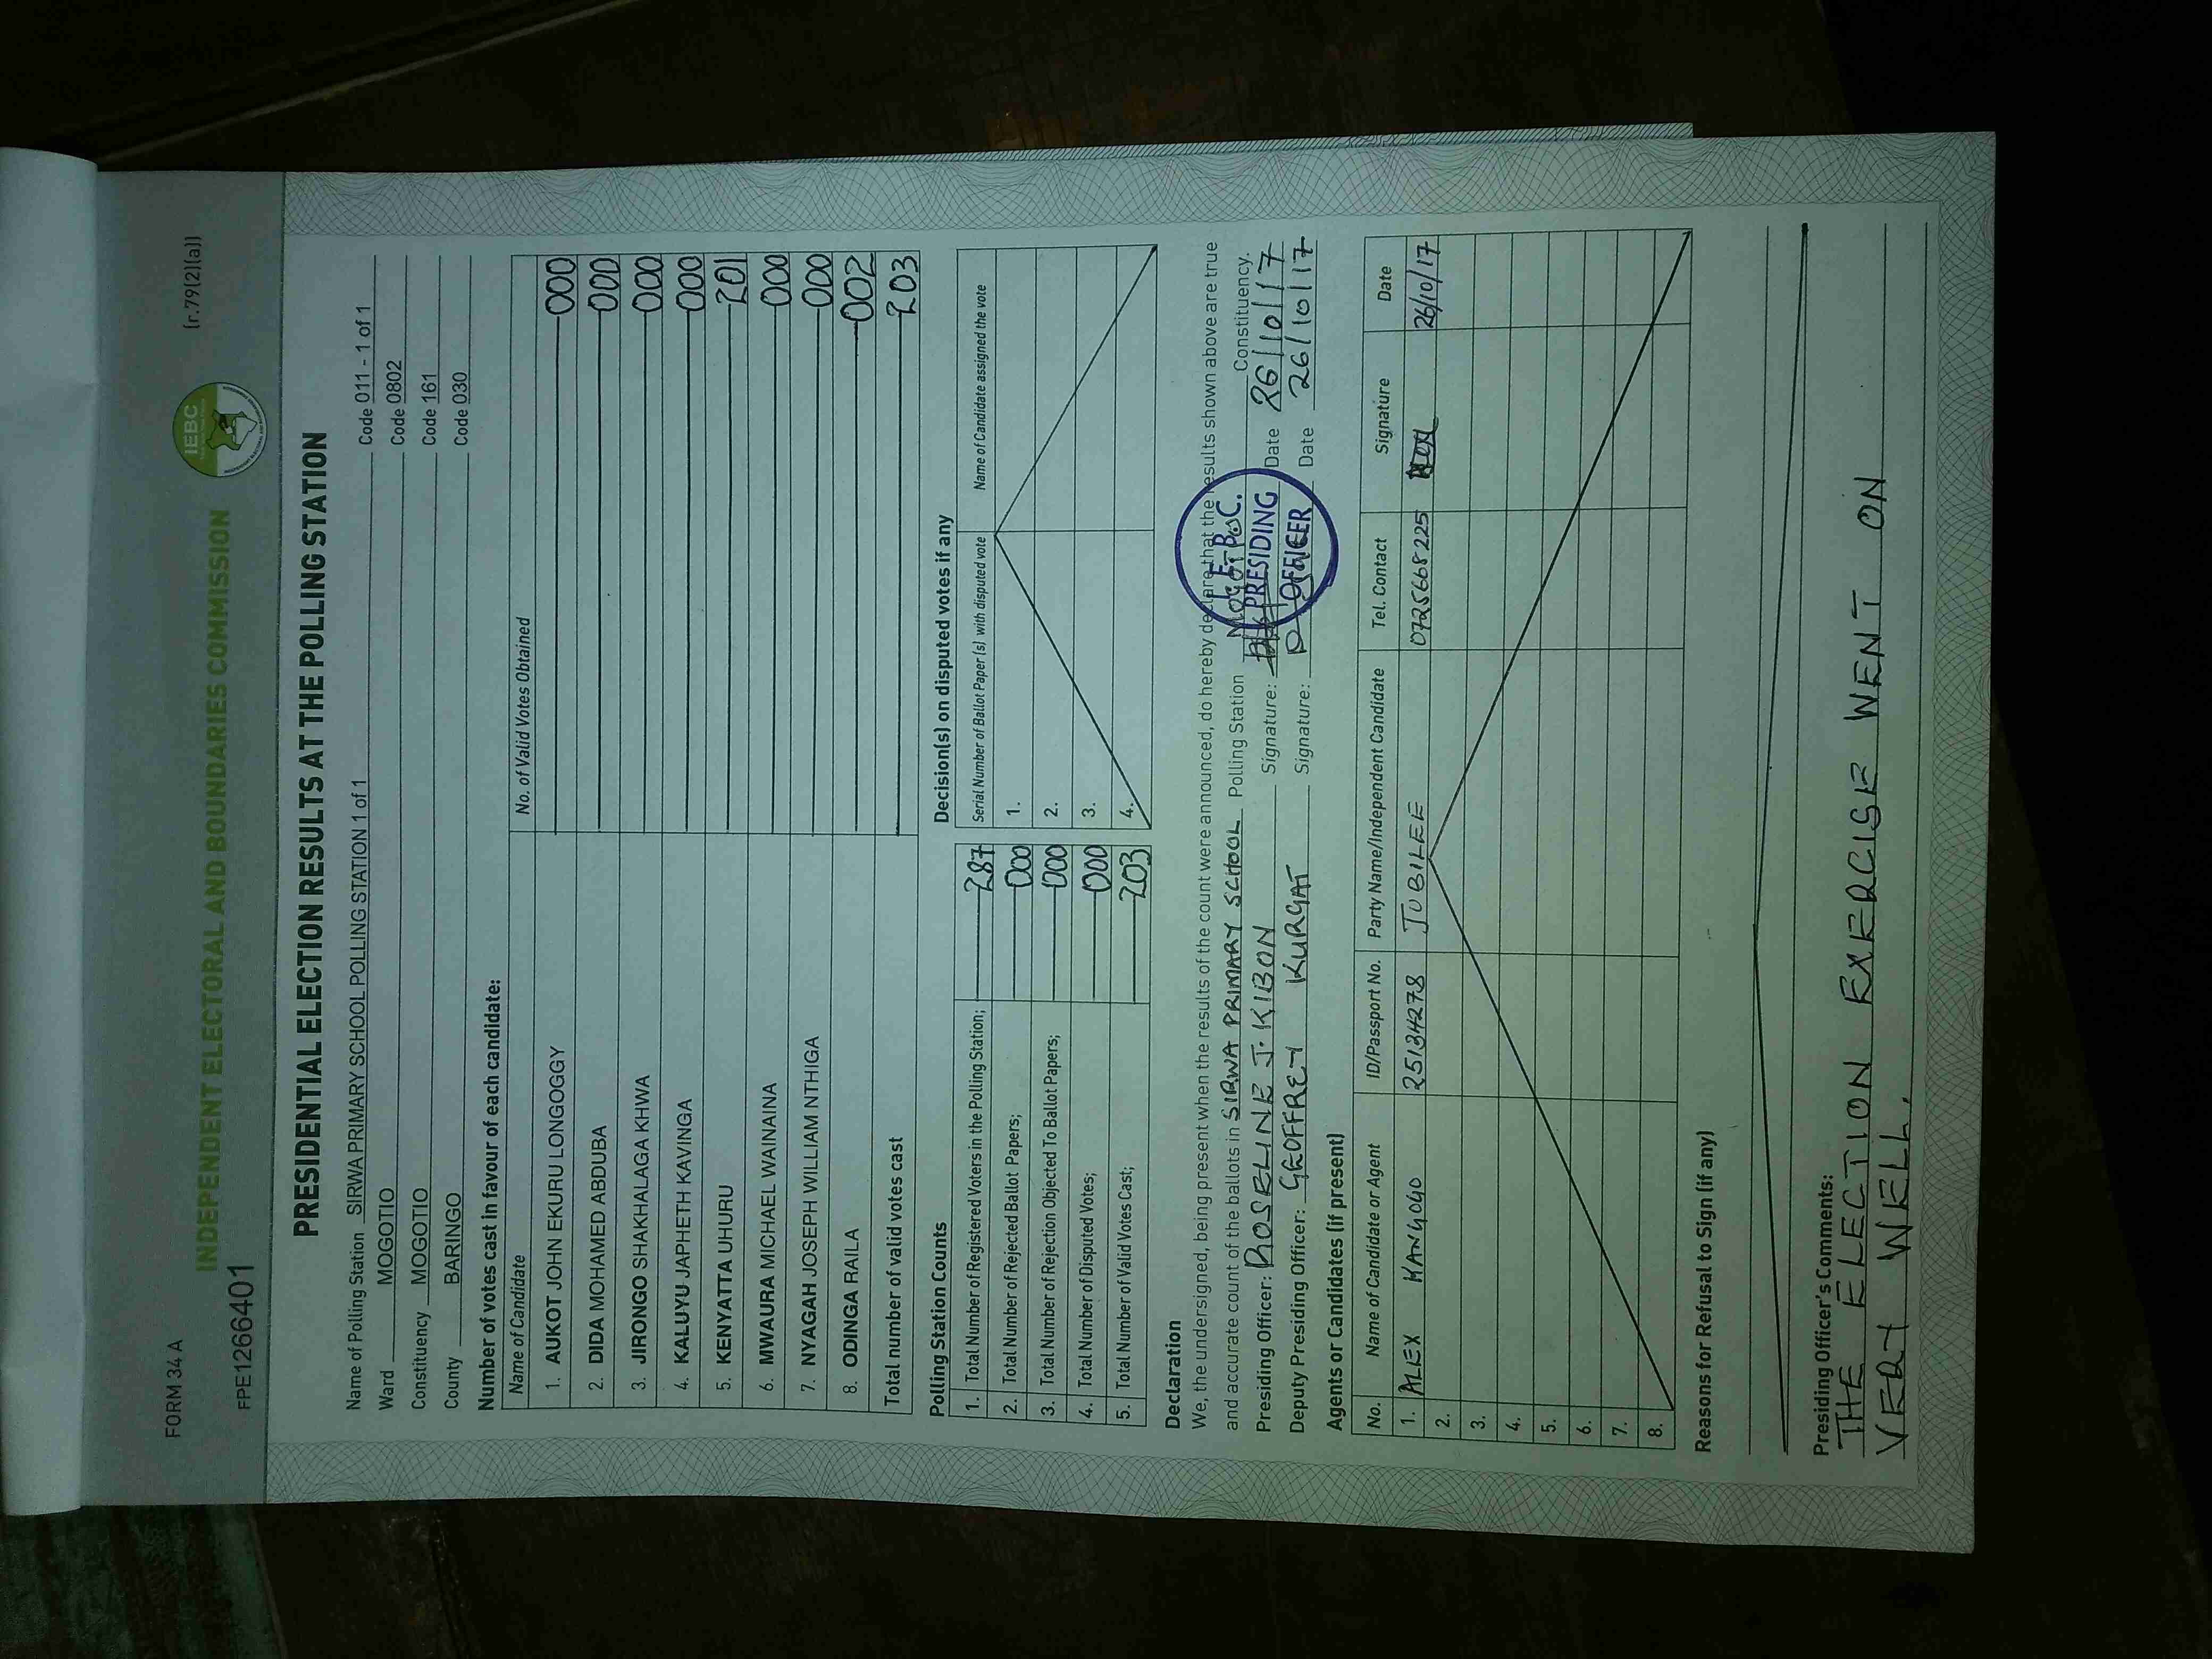 FORM 34 A
(r.79(2)(a))
FPE1266401
INDEPENDENT ELECTORAL AND BOUNDARIES COMMISSION
IEBC
PRESIDENTIAL ELECTION RESULTS AT THE POLLING STATION
Name of Polling Station SIRWA PRIMARY SCHOOL POLLING STATION 1 of 1 Code 011 - 1 of 1
Ward MOGOTIO Code 0802
Constituency MOGOTIO Code 161
County BARINGO Code 030
Number of votes cast in favour of each candidate:
Name of Candidate No. of Valid Votes Obtained
1. AUKOT JOHN EKURU LONGOGGY 000
2. DIDA MOHAMED ABDUBA 000
3. JIRONGO SHAKHALAGA KHWA 000
4. KALUYU JAPHETH KAVINGA 000
5. KENYATTA UHURU 201
6. MWAURA MICHAEL WAINAINA 000
7. NYAGAH JOSEPH WILLIAM NTHIGA 000
8. ODINGA RAILA 002
Total number of valid votes cast 203
Polling Station Counts
1. Total Number of Registered Voters in the Polling Station; 287
2. Total Number of Rejected Ballot Papers; 000
3. Total Number of Rejection Objected To Ballot Papers; 000
4. Total Number of Disputed Votes; 000
5. Total Number of Valid Votes Cast; 203
Decision(s) on disputed votes if any
Serial Number of Ballot Paper (s) with disputed vote Name of Candidate assigned the vote
1.
2.
3.
4.
Declaration
We, the undersigned, being present when the results of the count were announced, do hereby declare that the results shown above are true
and accurate count of the ballots in SIRWA PRIMARY SCHOOL Polling Station MOGOTIO Constituency.
Presiding Officer: ROSELINE J. KIBON Signature: Date 26/10/17
Deputy Presiding Officer: GEOFFREY KURGAT Signature: Date 26/10/17
I.E.B.C.
PRESIDING
OFFICER
Agents or Candidates (if present)
No. Name of Candidate or Agent ID/Passport No. Party Name/Independent Candidate Tel. Contact Signature Date
1. ALEX KANGOGO 25134278 JUBILEE 0725668225 26/10/17
2.
3.
4.
5.
6.
7.
8.
Reasons for Refusal to Sign (if any)
Presiding Officer's Comments:
THE ELECTION EXERCISE WENT ON
VERY WELL.